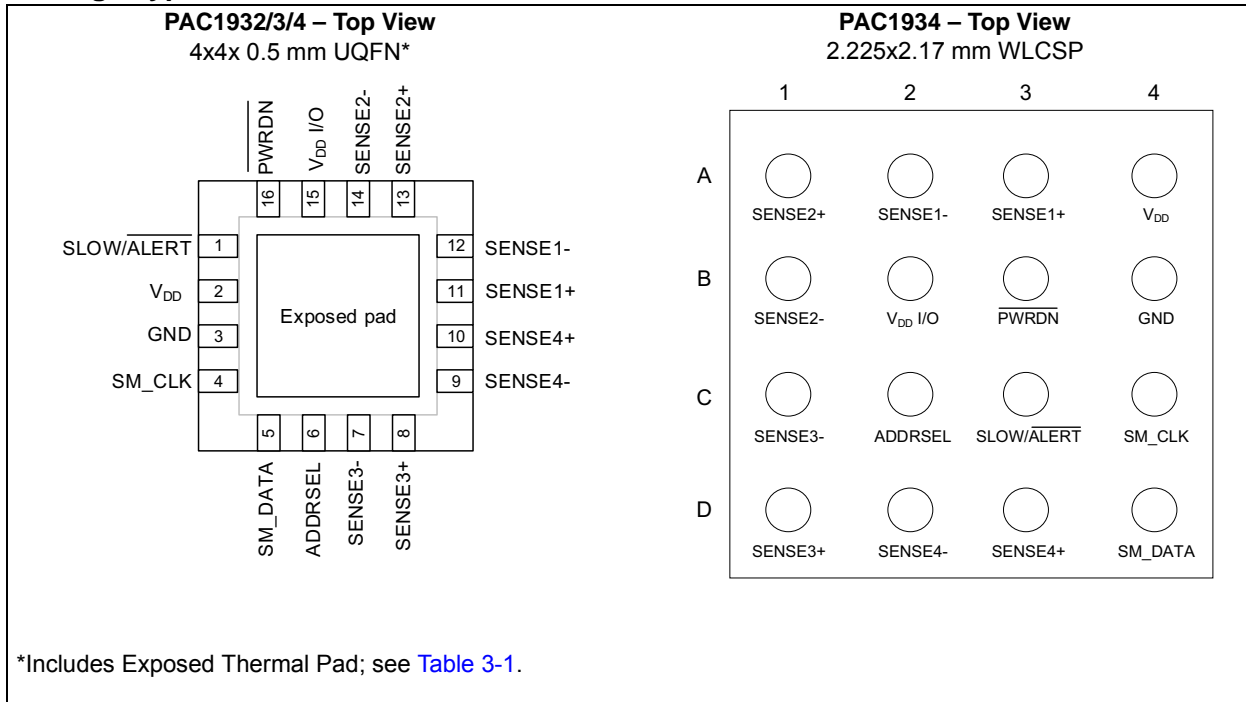 PAC1932/3/4 – Top View
4x4x 0.5 mm UQFN*
PWRDN
VDD I/O
SENSE2-
SENSE2+
16
15
14
13
SLOW/ALERT 1
VDD 2
GND 3
SM_CLK 4
Exposed pad
12 SENSE1-
11 SENSE1+
10 SENSE4+
9 SENSE4-
5
6
7
8
SM_DATA
ADDRSEL
SENSE3-
SENSE3+
PAC1934 – Top View
2.225x2.17 mm WLCSP
1 2 3 4
A
SENSE2+ SENSE1- SENSE1+ VDD
B
SENSE2- VDD I/O PWRDN GND
C
SENSE3- ADDRSEL SLOW/ALERT SM_CLK
D
SENSE3+ SENSE4- SENSE4+ SM_DATA
*Includes Exposed Thermal Pad; see Table 3-1.